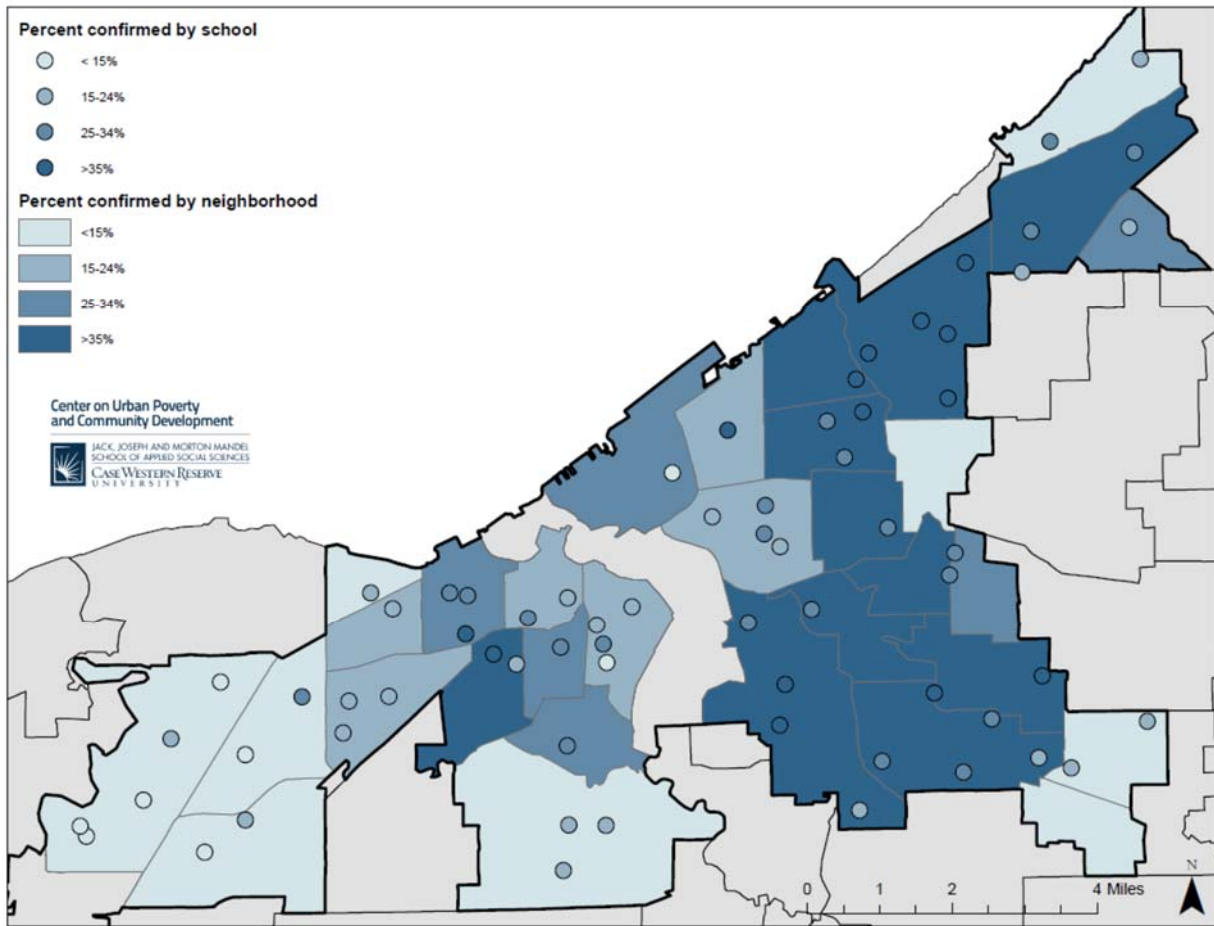 Percent confirmed by school
< 15%
15-24%
25-34%
>35%
Percent confirmed by neighborhood
<15%
15-24%
25-34%
>35%
Center on Urban Poverty
and Community Development
JACK, JOSEPH AND MORTON MANDEL
SCHOOL OF APPLIED SOCIAL SCIENCES
CASE WESTERN RESERVE
UNIVERSITY
N
0 1 2 4 Miles